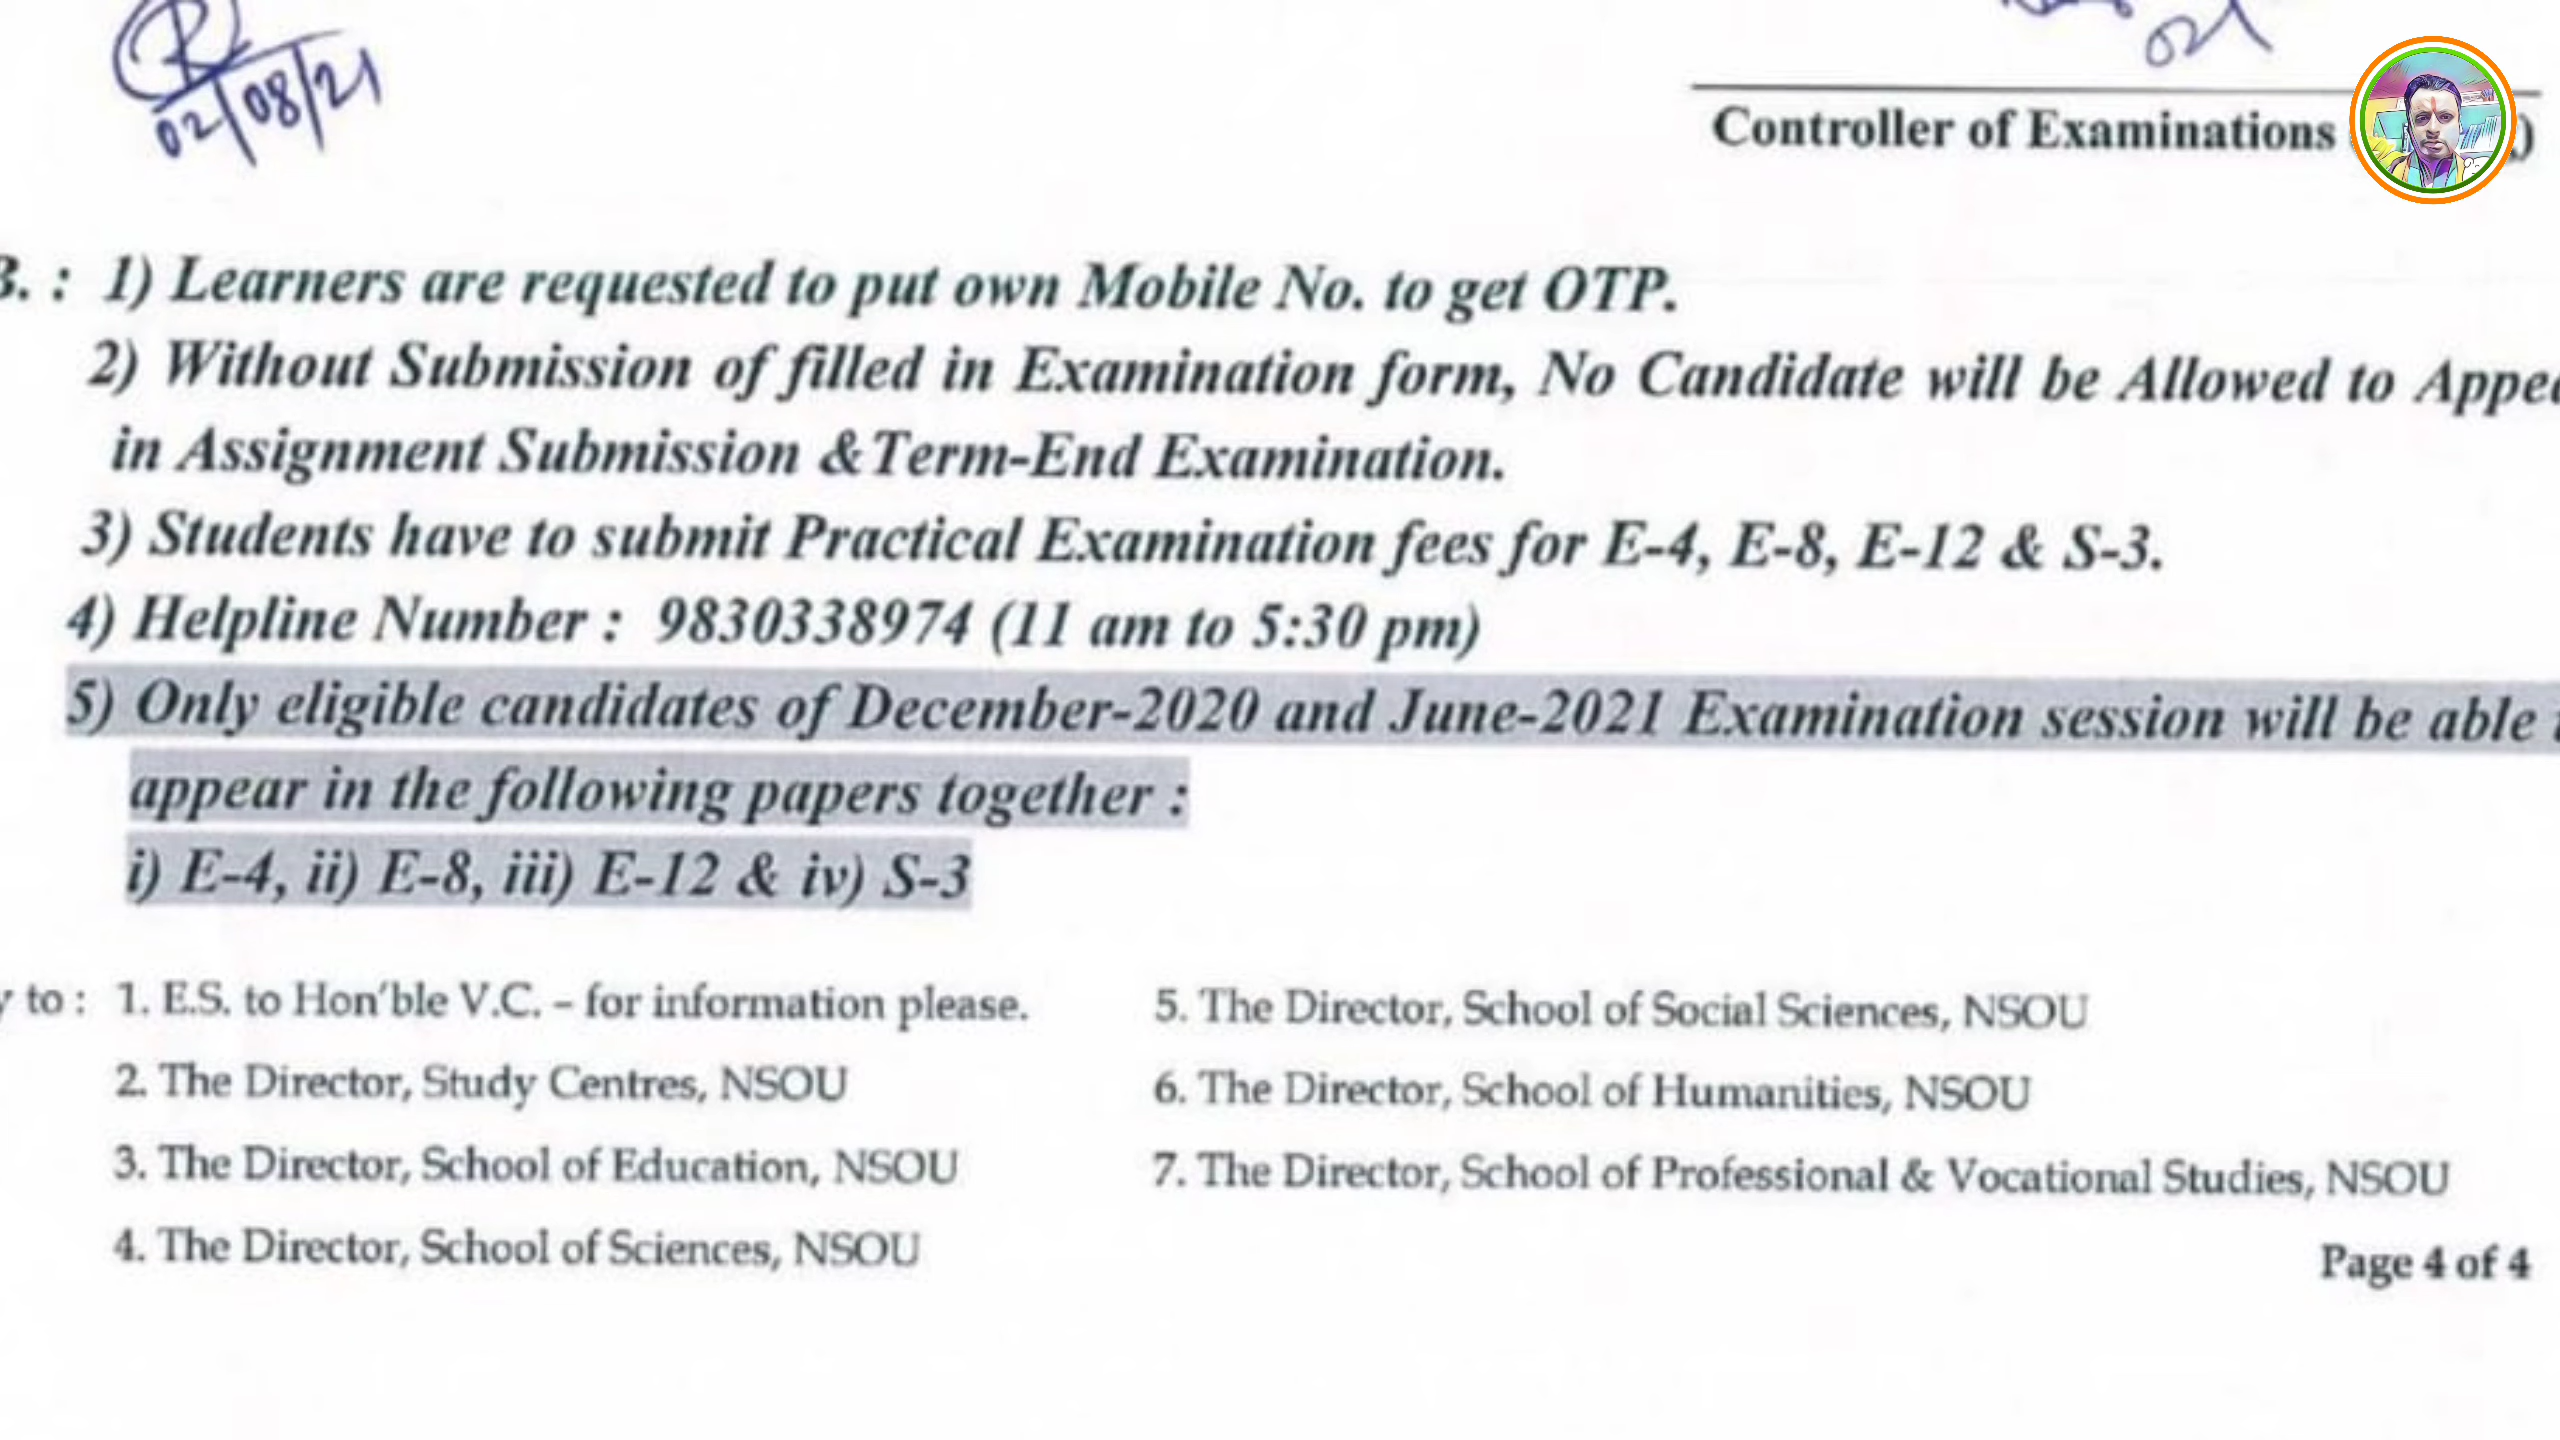 02/08/21
Controller of Examinations
B. : 1) Learners are requested to put own Mobile No. to get OTP.
2) Without Submission of filled in Examination form, No Candidate will be Allowed to Appea
in Assignment Submission & Term-End Examination.
3) Students have to submit Practical Examination fees for E-4, E-8, E-12 & S-3.
4) Helpline Number : 9830338974 (11 am to 5:30 pm)
5) Only eligible candidates of December-2020 and June-2021 Examination session will be able t
appear in the following papers together :
i) E-4, ii) E-8, iii) E-12 & iv) S-3
y to : 1. E.S. to Hon'ble V.C. – for information please.
2. The Director, Study Centres, NSOU
3. The Director, School of Education, NSOU
4. The Director, School of Sciences, NSOU
5. The Director, School of Social Sciences, NSOU
6. The Director, School of Humanities, NSOU
7. The Director, School of Professional & Vocational Studies, NSOU
Page 4 of 4